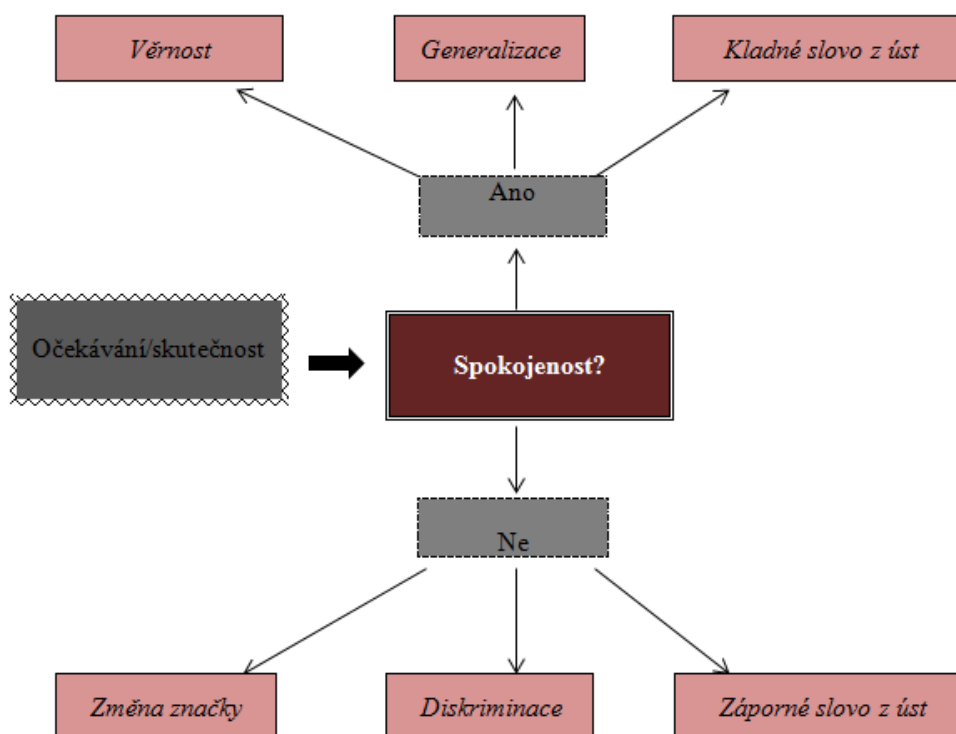 Věrnost
Generalizace
Kladné slovo z úst
Ano
Očekávání/skutečnost
Spokojenost?
Ne
Změna značky
Diskriminace
Záporné slovo z úst